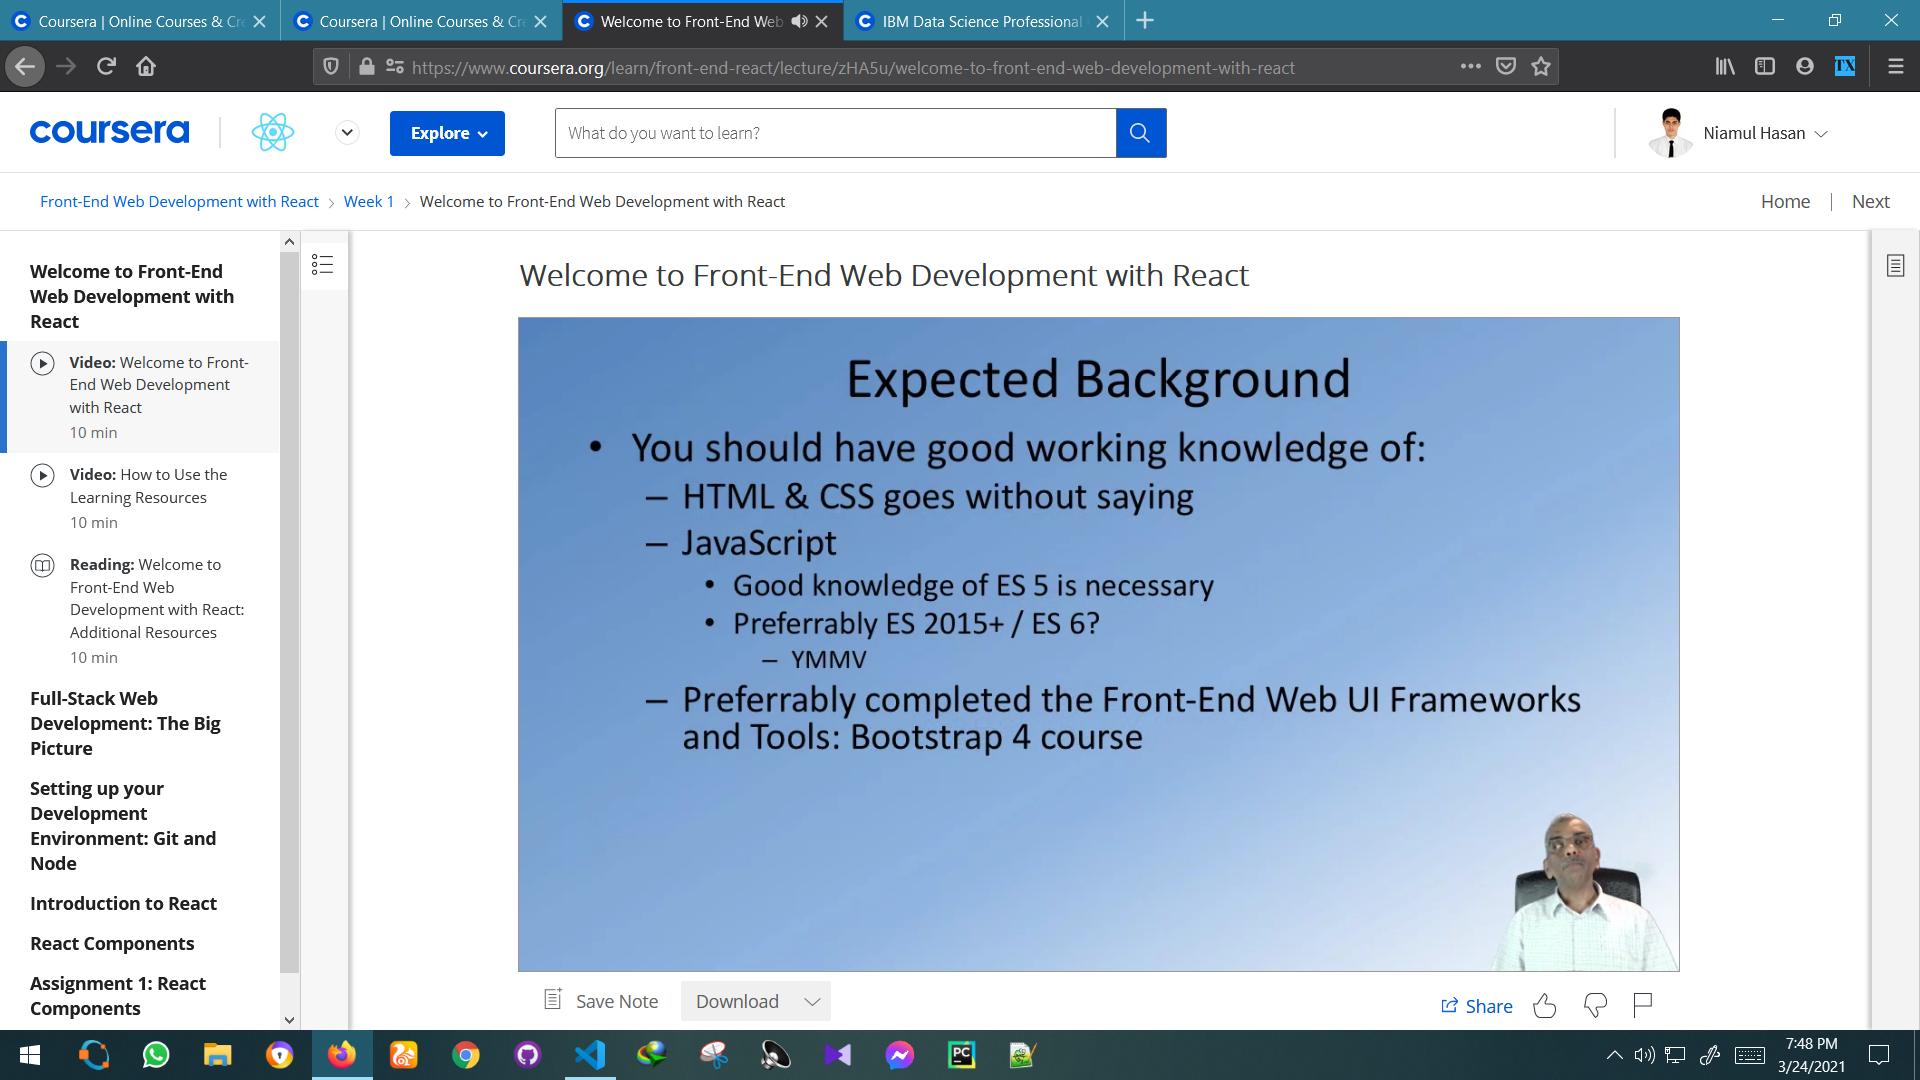 Coursera | Online Courses & Cre
Coursera | Online Courses & Cre
Welcome to Front-End Web
IBM Data Science Professional
https://www.coursera.org/learn/front-end-react/lecture/zHA5u/welcome-to-front-end-web-development-with-react
TX
coursera
Explore
What do you want to learn?
Niamul Hasan
Front-End Web Development with React > Week 1 > Welcome to Front-End Web Development with React
Home | Next
Welcome to Front-End
Web Development with
React
Video: Welcome to Front-
End Web Development
with React
10 min
Video: How to Use the
Learning Resources
10 min
Reading: Welcome to
Front-End Web
Development with React:
Additional Resources
10 min
Full-Stack Web
Development: The Big
Picture
Setting up your
Development
Environment: Git and
Node
Introduction to React
React Components
Assignment 1: React
Components
Welcome to Front-End Web Development with React
Expected Background
• You should have good working knowledge of:
– HTML & CSS goes without saying
– JavaScript
• Good knowledge of ES 5 is necessary
• Preferrably ES 2015+ / ES 6?
– YMMV
– Preferrably completed the Front-End Web UI Frameworks
and Tools: Bootstrap 4 course
Save Note
Download
Share
PC
7:48 PM
3/24/2021